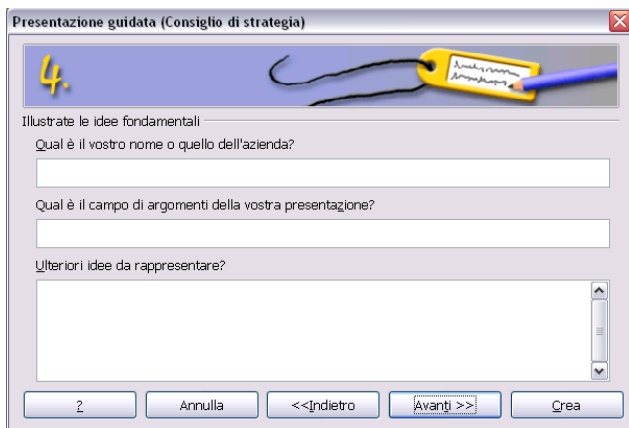 Presentazione guidata (Consiglio di strategia)
4.
Illustrate le idee fondamentali
Qual è il vostro nome o quello dell'azienda?
Qual è il campo di argomenti della vostra presentazione?
Ulteriori idee da rappresentare?
? Annulla <<Indietro Avanti >> Crea